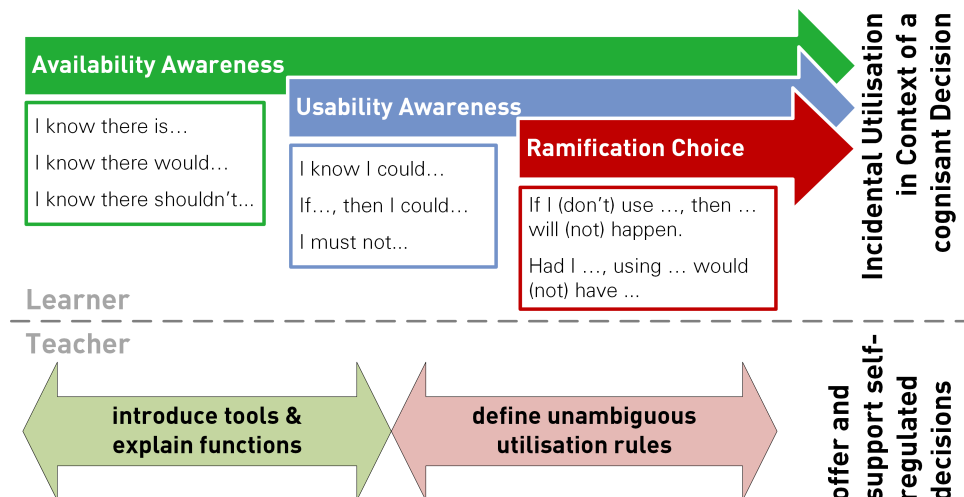 Availability Awareness
I know there is…
I know there would…
I know there shouldn't...
Usability Awareness
I know I could…
If…, then I could…
I must not...
Ramification Choice
If I (don't) use …, then …
will (not) happen.
Had I …, using … would
(not) have ...
Incidental Utilisation
in Context of a
cognisant Decision
Learner
Teacher
introduce tools &
explain functions
define unambiguous
utilisation rules
offer and
support self-
regulated
decisions